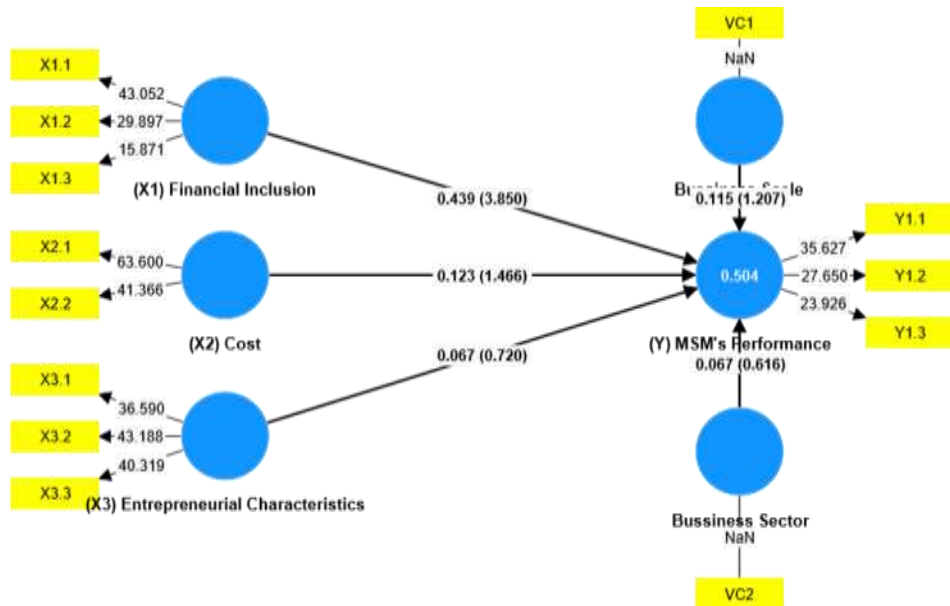 VC1
NaN
X1.1
43.052
X1.2
29.897
15.871
X1.3
(X1) Financial Inclusion
0.439 (3.850)
Bussiness Scale
0.115 (1.207)
X2.1
63.600
41.366
X2.2
(X2) Cost
0.123 (1.466)
0.504
35.627
Y1.1
27.650
Y1.2
23.926
Y1.3
(Y) MSM's Performance
0.067 (0.616)
X3.1
36.590
X3.2
43.188
40.319
X3.3
(X3) Entrepreneurial Characteristics
0.067 (0.720)
Bussiness Sector
NaN
VC2